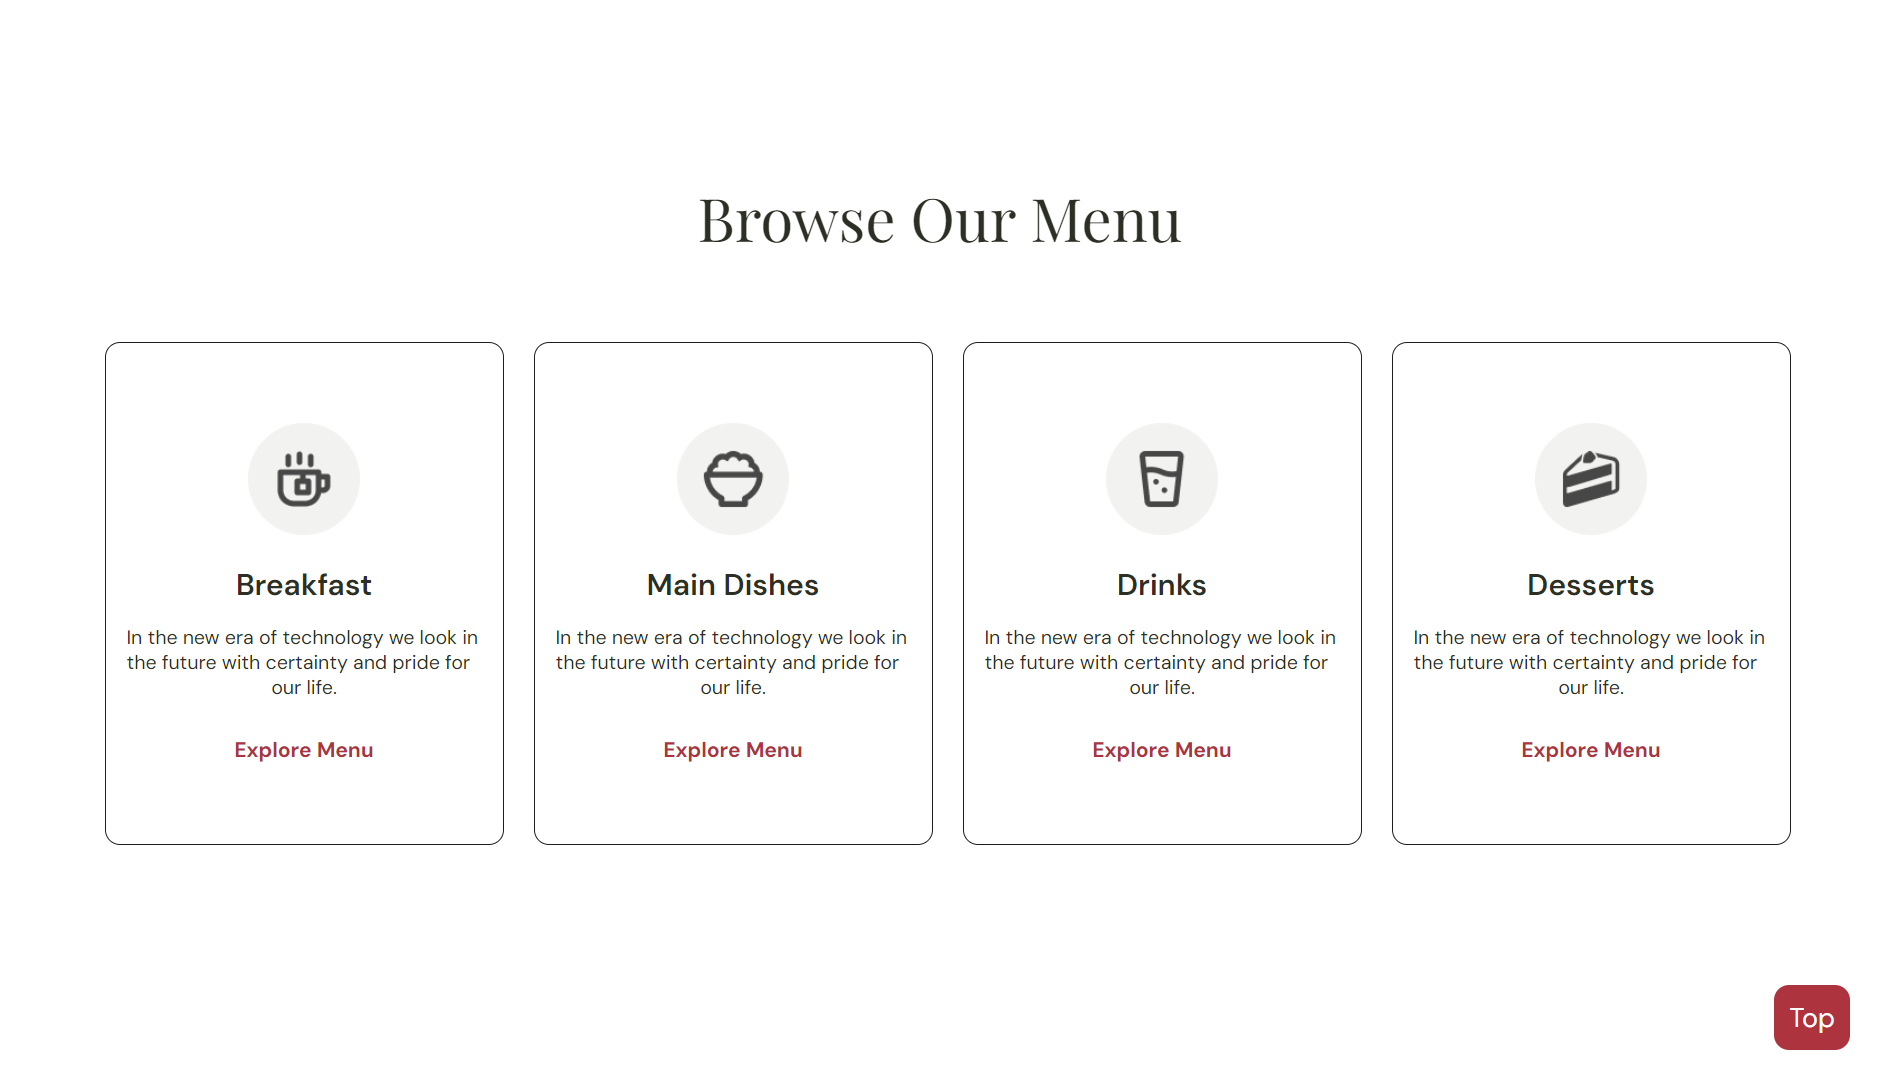 Browse Our Menu
Breakfast
In the new era of technology we look in
the future with certainty and pride for
our life.
Explore Menu
Main Dishes
In the new era of technology we look in
the future with certainty and pride for
our life.
Explore Menu
Drinks
In the new era of technology we look in
the future with certainty and pride for
our life.
Explore Menu
Desserts
In the new era of technology we look in
the future with certainty and pride for
our life.
Explore Menu
Top